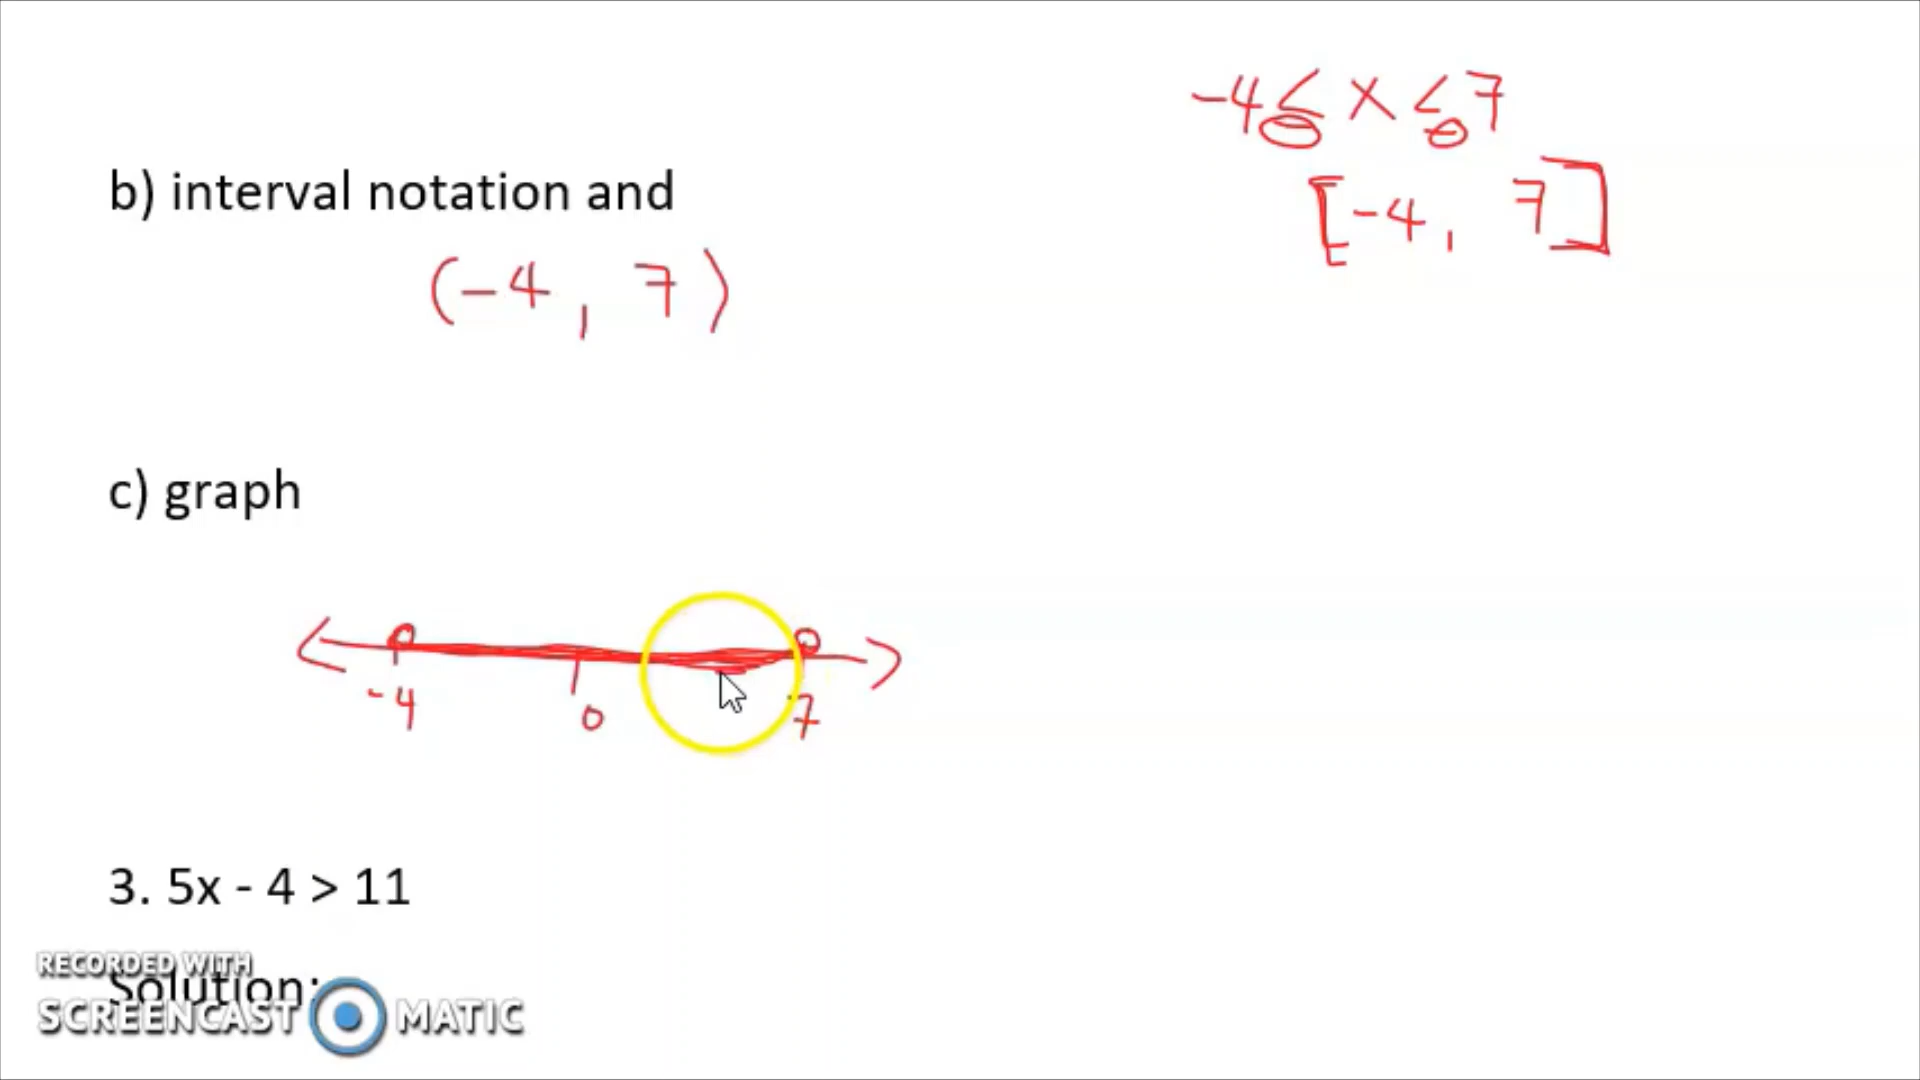 -4 ≤ x ≤ 7
b) interval notation and
[-4, 7]
(-4, 7)
c) graph
-4 0 7
3. 5x - 4 > 11
RECORDED WITH
Solution:
SCREENCAST MATIC